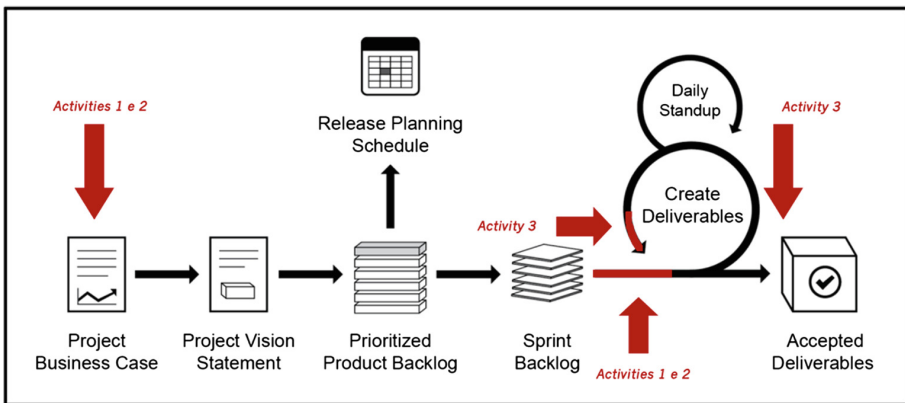 Activities 1 e 2
Release Planning
Schedule
Daily
Standup
Activity 3
Create
Deliverables
Activity 3
Project
Business Case
Project Vision
Statement
Prioritized
Product Backlog
Sprint
Backlog
Activities 1 e 2
Accepted
Deliverables